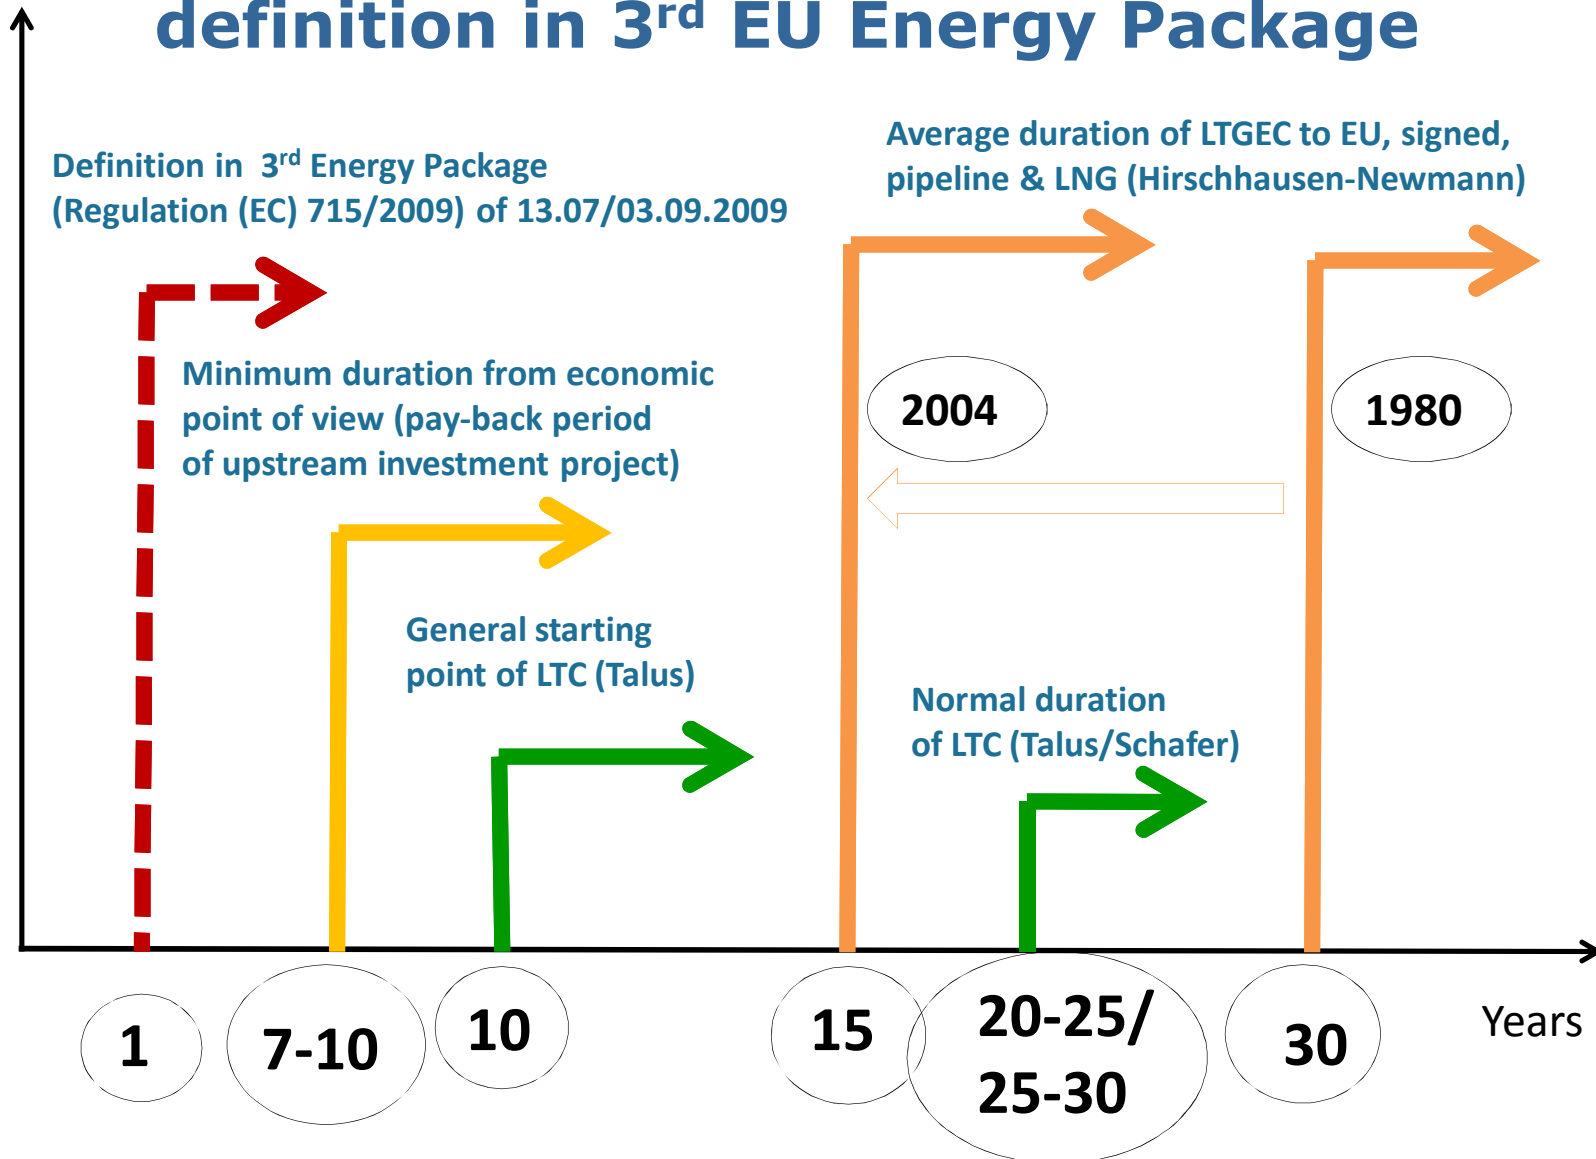 definition in 3rd EU Energy Package
Definition in 3rd Energy Package
(Regulation (EC) 715/2009) of 13.07/03.09.2009
Average duration of LTGEC to EU, signed,
pipeline & LNG (Hirschhausen-Newmann)
Minimum duration from economic
point of view (pay-back period
of upstream investment project)
2004
1980
General starting
point of LTC (Talus)
Normal duration
of LTC (Talus/Schafer)
1
7-10
10
15
20-25/
25-30
30
Years